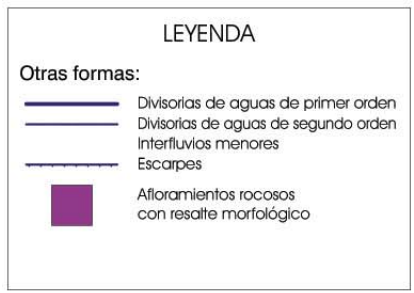 LEYENDA
Otras formas:
Divisorias de aguas de primer orden
Divisorias de aguas de segundo orden
Interfluvios menores
Escarpes
Afloramientos rocosos
con resalte morfológico